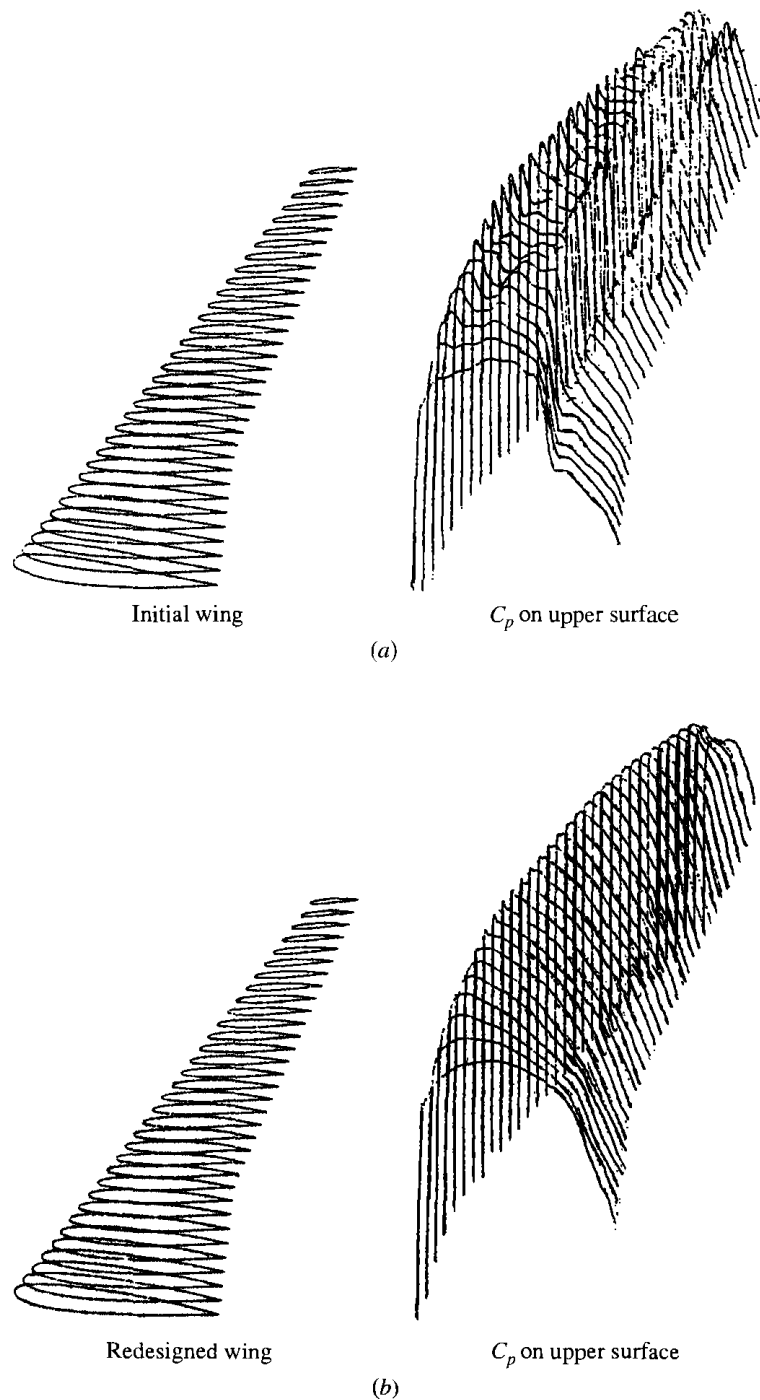 Initial wing
C_p on upper surface
(a)
Redesigned wing
C_p on upper surface
(b)